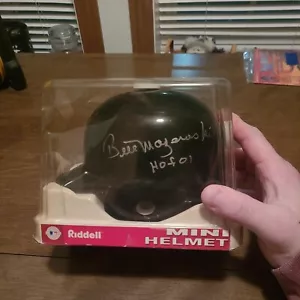 Bill Mazeroski
HOF 01
Riddell
MINI
HELMET